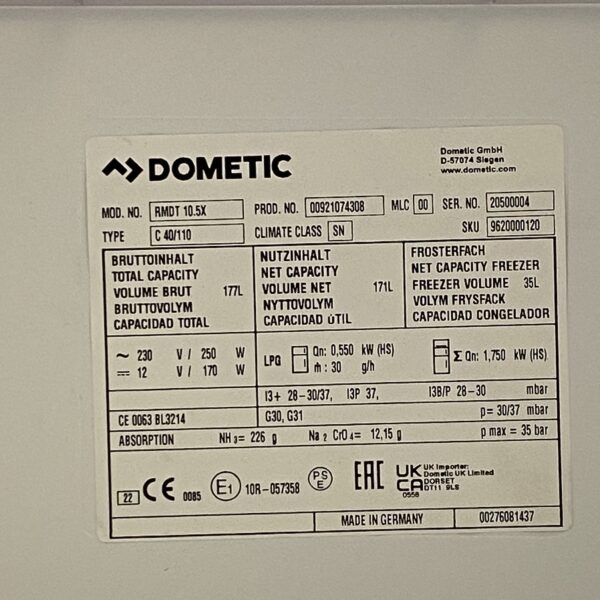 DOMETIC
Dometic GmbH
D-57074 Siegen
www.dometic.com
MOD. NO. RMDT 10.5X PROD. NO. 00921074308 MLC 00 SER. NO. 20500004
TYPE C 40/110 CLIMATE CLASS SN SKU 9620000120
BRUTTOINHALT
TOTAL CAPACITY
VOLUME BRUT 177L
BRUTTOVOLYM
CAPACIDAD TOTAL
NUTZINHALT
NET CAPACITY
VOLUME NET 171L
NYTTOVOLYM
CAPACIDAD ÚTIL
FROSTERFACH
NET CAPACITY FREEZER
FREEZER VOLUME 35L
VOLYM FRYSFACK
CAPACIDAD CONGELADOR
~ 230 V / 250 W
12 V / 170 W
LPG Qn: 0,550 kW (HS)
ṁ : 30 g/h
Σ Qn: 1,750 kW (HS)
I3+ 28-30/37, I3P 37, I3B/P 28-30 mbar
CE 0063 BL3214 G30, G31 p= 30/37 mbar
ABSORPTION NH 3= 226 g Na 2 CrO 4= 12,15 g p max = 35 bar
22 CE 0085 E1 10R-057358 PS E EAC UK CA 0558
UK Importer:
Dometic UK Limited
DORSET
DT11 9LS
MADE IN GERMANY 00276081437